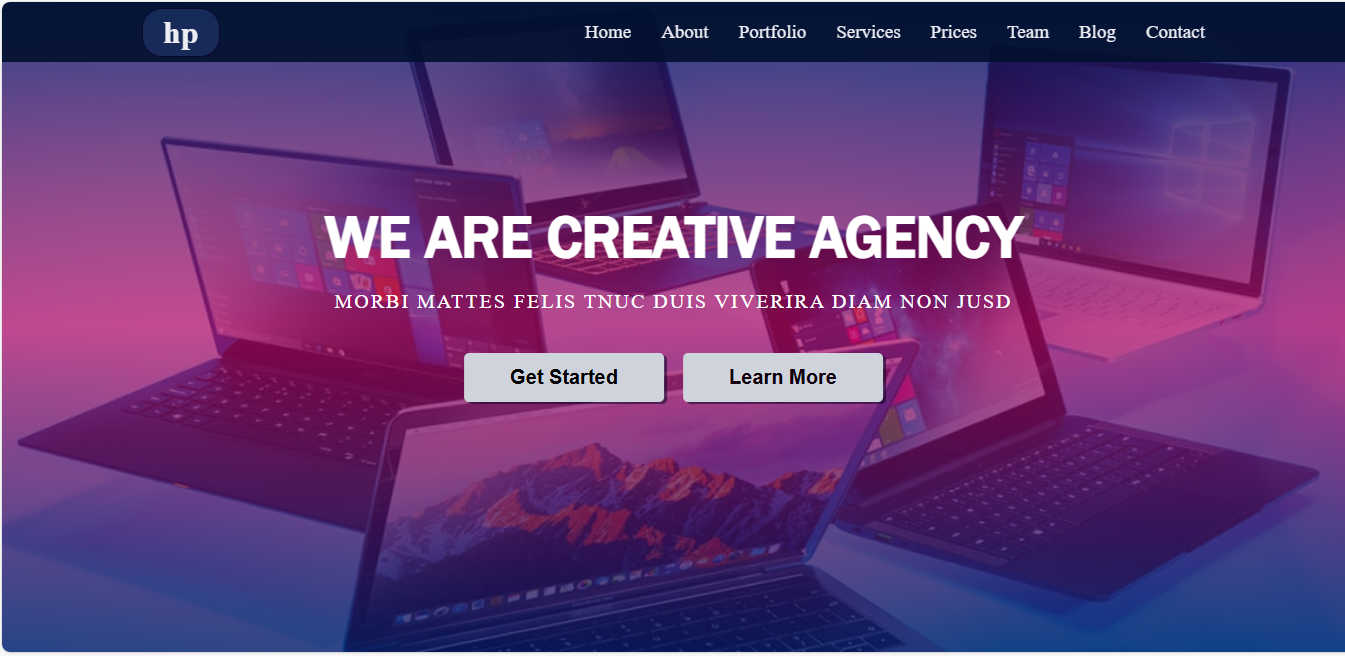 hp
Home About Portfolio Services Prices Team Blog Contact
WE ARE CREATIVE AGENCY
MORBI MATTES FELIS TNUC DUIS VIVERIRA DIAM NON JUSD
Get Started Learn More